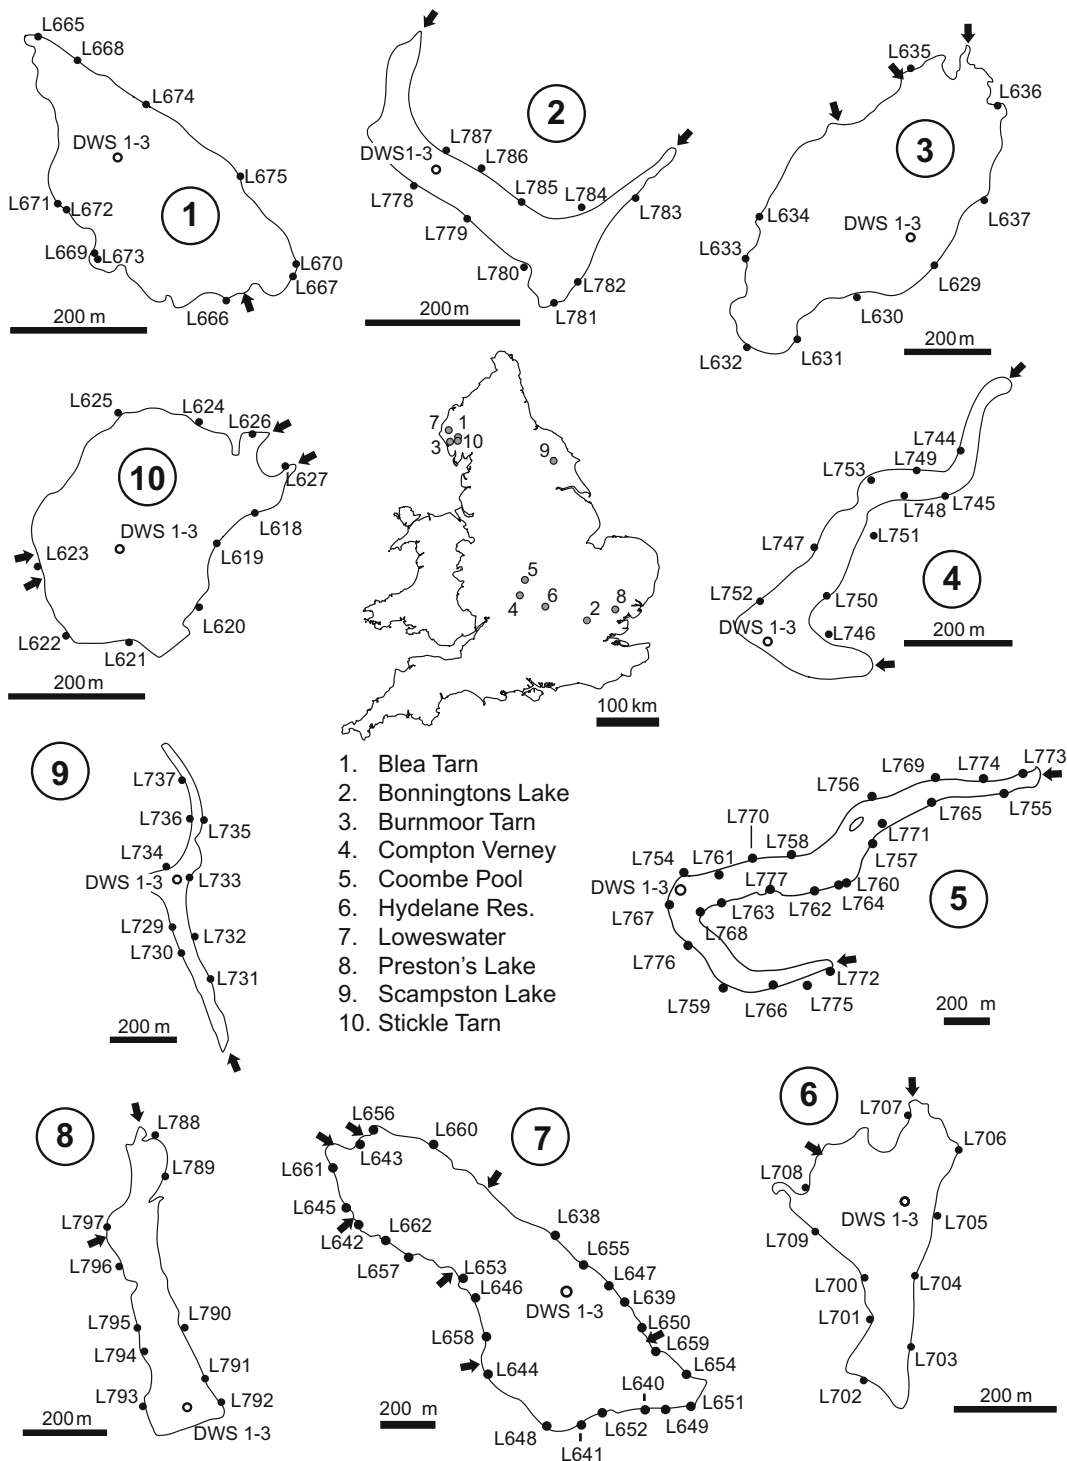 L665
L668
L674
DWS 1-3
L675
1
L671
L672
L669
L673
L670
L667
L666
200 m
2
L787
DWS1-3
L786
L778
L785
L784
L783
L779
L780
L782
L781
200 m
L635
L636
3
L634
DWS 1-3
L637
L633
L629
L630
L631
L632
200 m
L625
L624
L626
10
L627
DWS 1-3
L618
L623
L619
L620
L622
L621
200 m
7
1
3
10
9
5
4
6
8
2
100 km
L744
L753
L749
L748
L745
L747
L751
4
L752
L750
DWS 1-3
L746
200 m
9
L737
L736
L735
L734
DWS 1-3
L733
L729
L732
L730
L731
200 m
1. Blea Tarn
2. Bonningtons Lake
3. Burnmoor Tarn
4. Compton Verney
5. Coombe Pool
6. Hydelane Res.
7. Loweswater
8. Preston's Lake
9. Scampston Lake
10. Stickle Tarn
L773
L774
L769
L756
L755
L770
L765
L758
L771
L754
L761
L757
DWS 1-3
L777
L760
L764
L762
L767
L763
L768
5
L776
L772
L759
L766
L775
200 m
8
L788
L789
L797
L796
L795
L790
L794
L791
L793
L792
200 m
DWS 1-3
L656
7
L660
L643
L661
L645
L642
L662
L638
L657
L655
L653
L647
L646
DWS 1-3
L639
L650
L658
L659
L644
L654
L640
200 m
L651
L648
L652
L649
L641
6
L707
L706
L708
DWS 1-3
L705
L709
L700
L704
L701
L703
L702
200 m